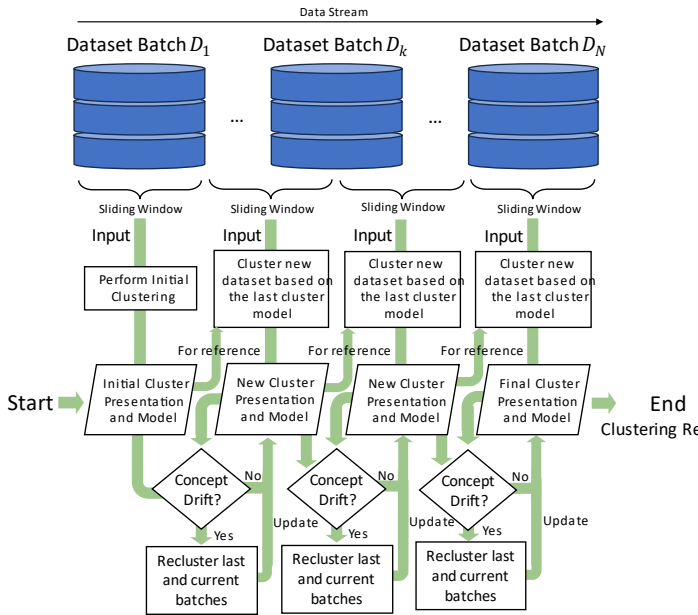 Data Stream
Dataset Batch D₁
Dataset Batch Dₖ
Dataset Batch D_N
...
...
Sliding Window
Sliding Window
Sliding Window
Sliding Window
Input
Input
Input
Input
Perform Initial
Clustering
Cluster new
dataset based on
the last cluster
model
Cluster new
dataset based on
the last cluster
model
Cluster new
dataset based on
the last cluster
model
For reference
For reference
For reference
Start
Initial Cluster
Presentation
and Model
New Cluster
Presentation
and Model
New Cluster
Presentation
and Model
Final Cluster
Presentation
and Model
End
Clustering Re
Concept
Drift?
No
Concept
Drift?
No
Concept
Drift?
No
Update
Update
Update
Yes
Yes
Yes
Recluster last
and current
batches
Recluster last
and current
batches
Recluster last
and current
batches